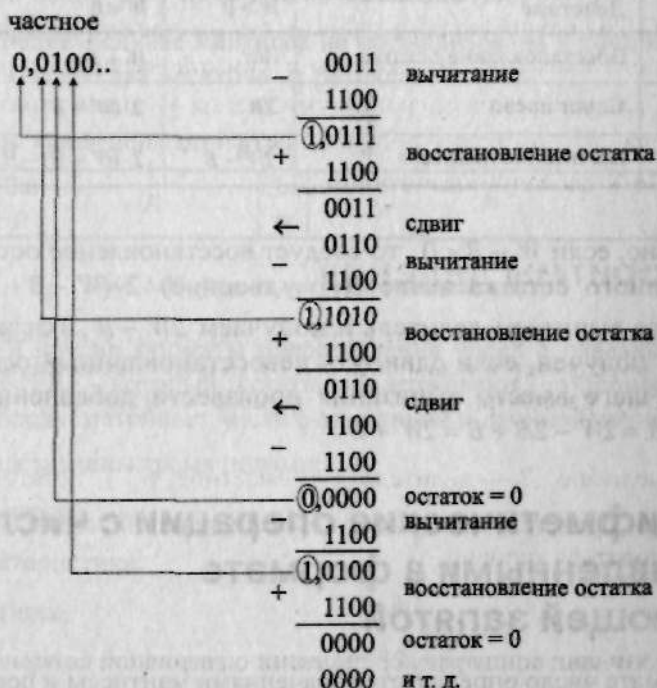 частное
0,0100..
− 0011 вычитание
1100
1,0111
+ восстановление остатка
1100
0011
← сдвиг
0110
− вычитание
1100
1,1010
+ восстановление остатка
1100
0110
← сдвиг
1100
−
1100
0,0000 остаток = 0
− вычитание
1100
1,0100
+ восстановление остатка
1100
0000 остаток = 0
0000 и т. д.